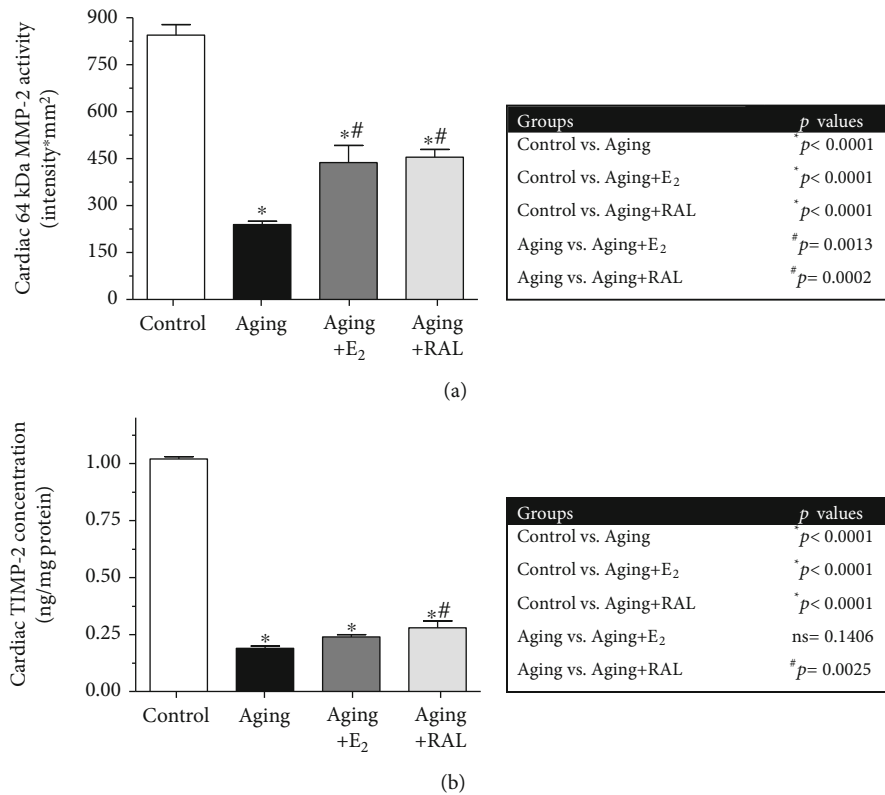 Cardiac 64 kDa MMP-2 activity
(intensity*mm²)
900
750
600
450
300
150
0
*
*#
*#
Control
Aging
Aging
+E₂
Aging
+RAL
Groups p values
Control vs. Aging *p< 0.0001
Control vs. Aging+E₂ *p< 0.0001
Control vs. Aging+RAL *p< 0.0001
Aging vs. Aging+E₂ #p= 0.0013
Aging vs. Aging+RAL #p= 0.0002
(a)
Cardiac TIMP-2 concentration
(ng/mg protein)
1.00
0.75
0.50
0.25
0.00
*
*
*#
Control
Aging
Aging
+E₂
Aging
+RAL
Groups p values
Control vs. Aging *p< 0.0001
Control vs. Aging+E₂ *p< 0.0001
Control vs. Aging+RAL *p< 0.0001
Aging vs. Aging+E₂ ns= 0.1406
Aging vs. Aging+RAL #p= 0.0025
(b)